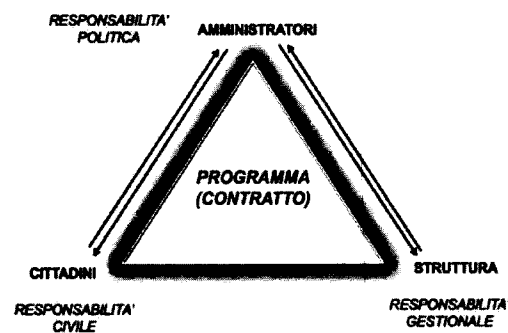 RESPONSABILITA'
POLITICA
AMMINISTRATORI
PROGRAMMA
(CONTRATTO)
CITTADINI
STRUTTURA
RESPONSABILITA'
CIVILE
RESPONSABILITA
GESTIONALE